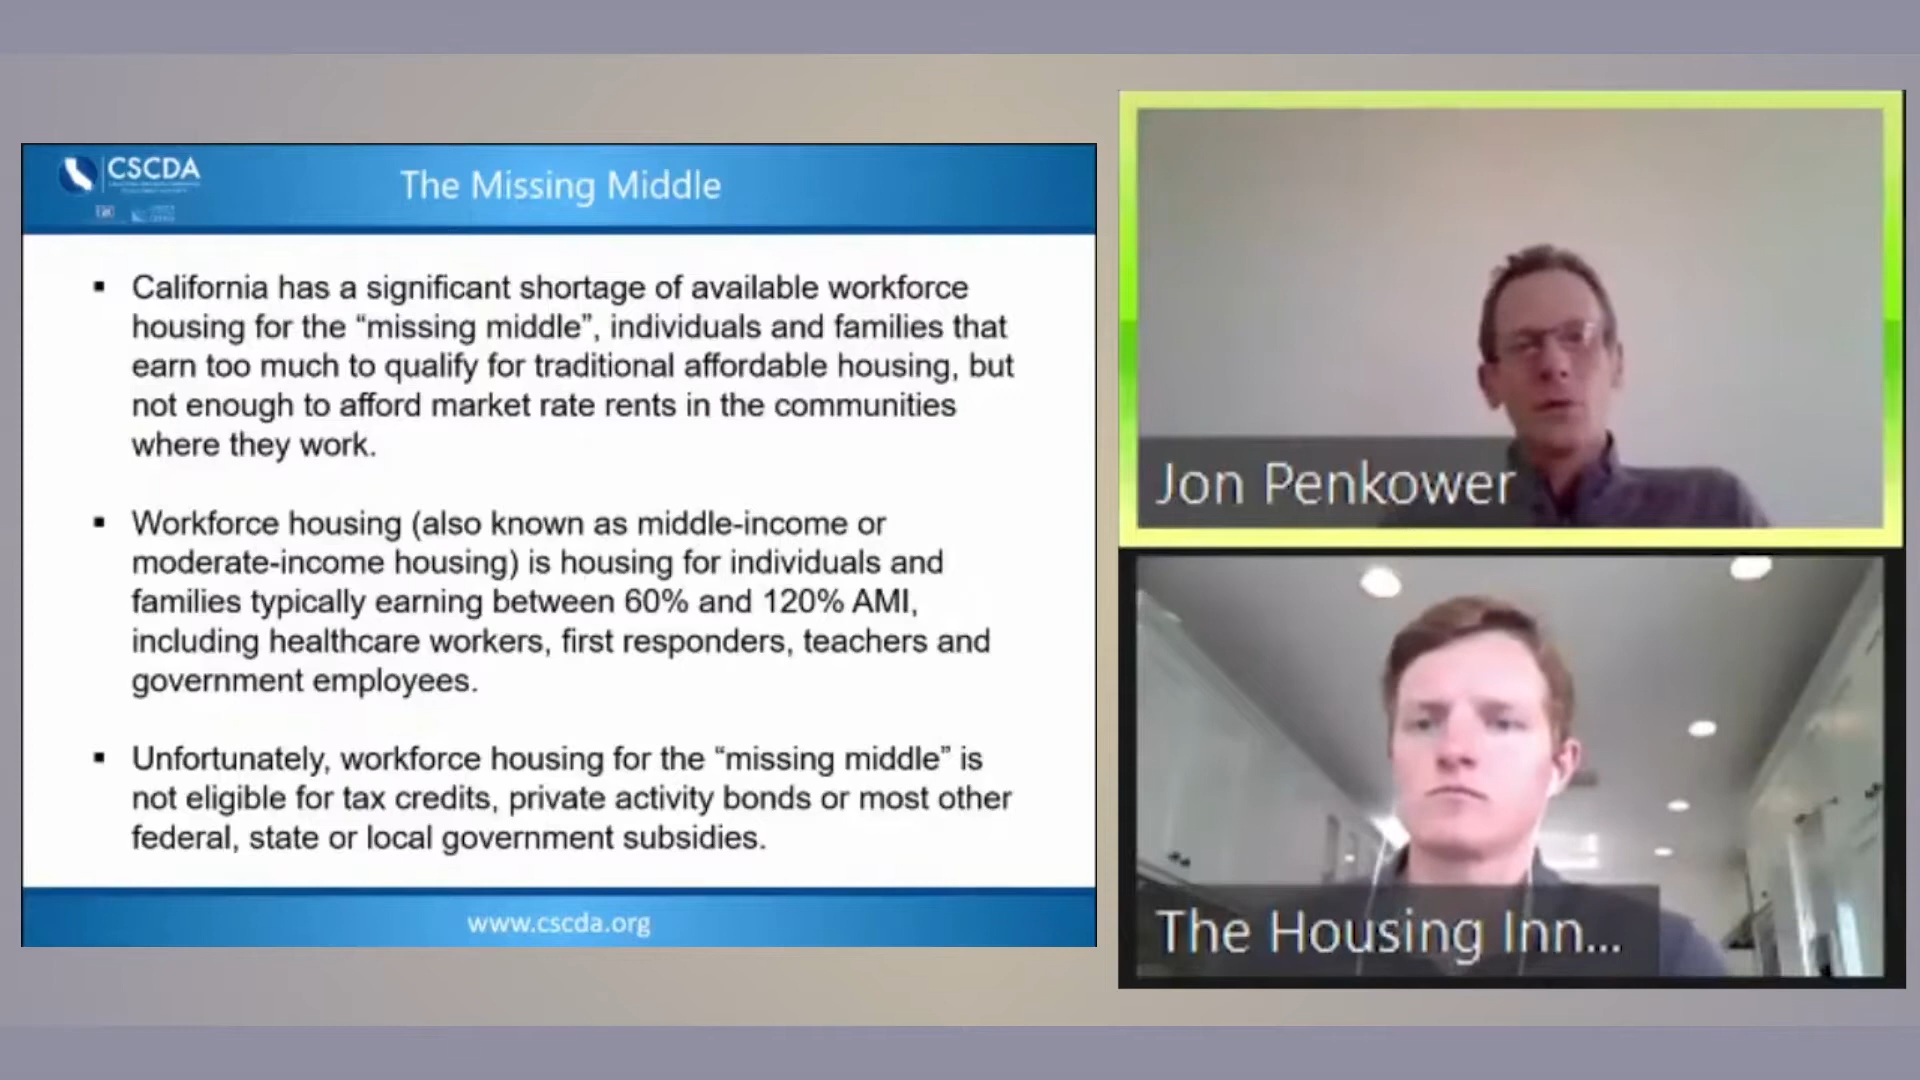 CSCDA
The Missing Middle
▪ California has a significant shortage of available workforce
housing for the “missing middle”, individuals and families that
earn too much to qualify for traditional affordable housing, but
not enough to afford market rate rents in the communities
where they work.
▪ Workforce housing (also known as middle-income or
moderate-income housing) is housing for individuals and
families typically earning between 60% and 120% AMI,
including healthcare workers, first responders, teachers and
government employees.
▪ Unfortunately, workforce housing for the “missing middle” is
not eligible for tax credits, private activity bonds or most other
federal, state or local government subsidies.
www.cscda.org
Jon Penkower
The Housing Inn...